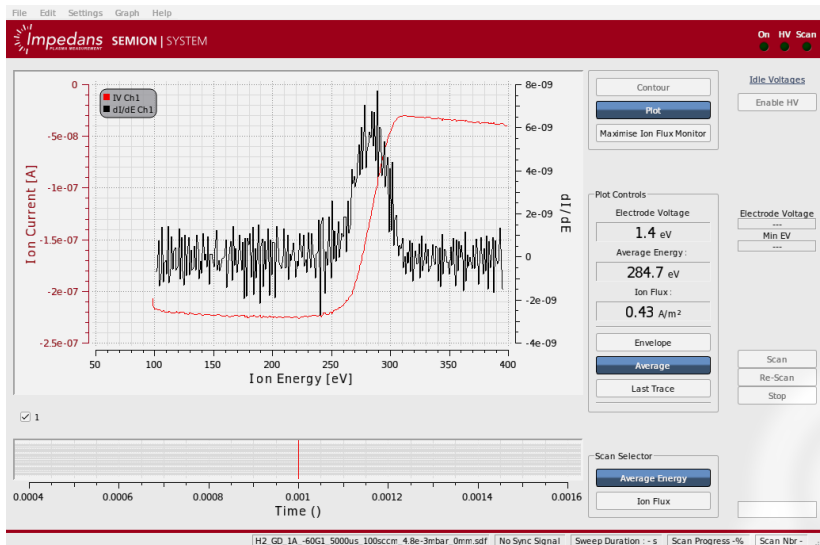 File Edit Settings Graph Help
Impedans
PLASMA MEASUREMENT
SEMION | SYSTEM
On HV Scan
IV Ch1
dI/dE Ch1
0
-5e-08
-1e-07
-1.5e-07
-2e-07
-2.5e-07
Ion Current [A]
8e-09
6e-09
4e-09
2e-09
0
-2e-09
-4e-09
dI/dE
50 100 150 200 250 300 350 400
Ion Energy [eV]
Contour
Plot
Maximise Ion Flux Monitor
Idle Voltages
Enable HV
Plot Controls
Electrode Voltage
1.4 eV
Average Energy:
284.7 eV
Ion Flux:
0.43 A/m²
Envelope
Average
Last Trace
Electrode Voltage
---
Min EV
---
Scan
Re-Scan
Stop
1
0.0004 0.0006 0.0008 0.001 0.0012 0.0014 0.0016
Time ()
Scan Selector
Average Energy
Ion Flux
H2_GD_1A_-60G1_5000us_100sccm_4.8e-3mbar_0mm.sdf No Sync Signal Sweep Duration : - s Scan Progress -% Scan Nbr -